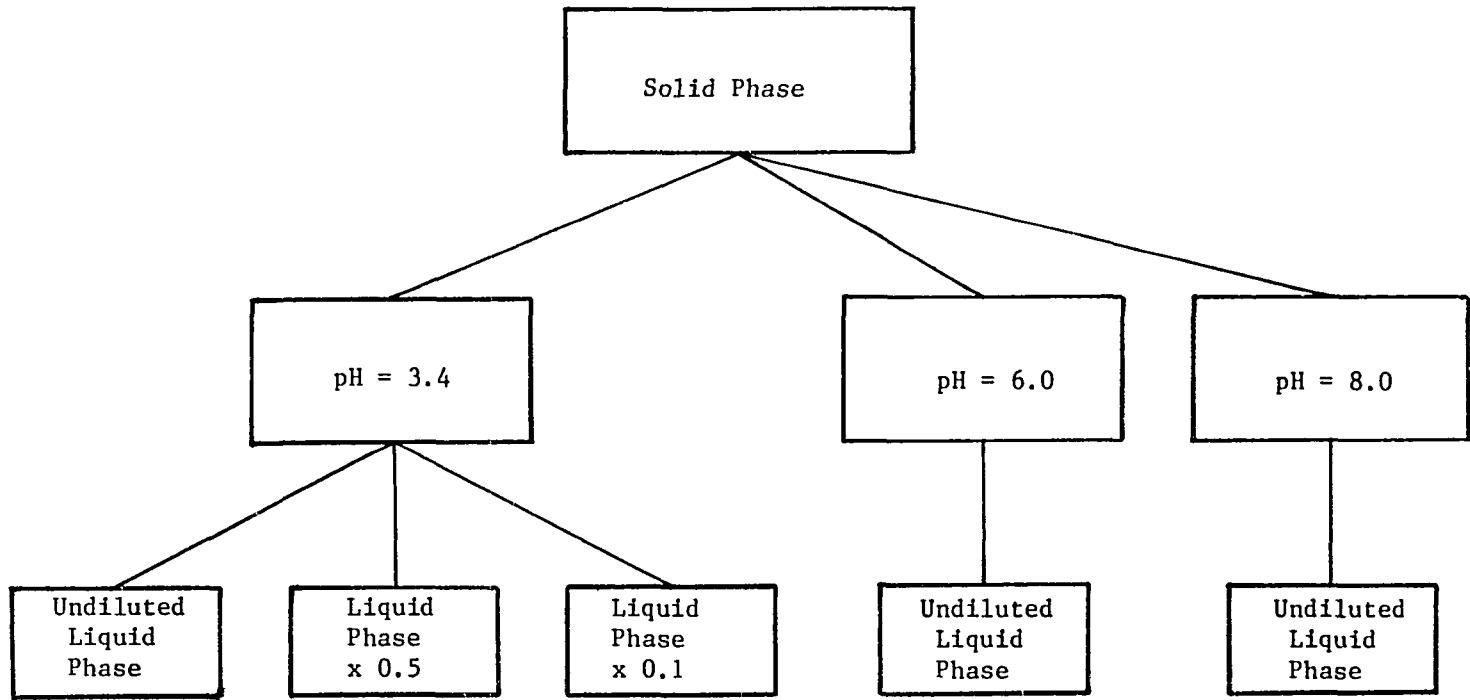 Solid Phase
pH = 3.4
pH = 6.0
pH = 8.0
Undiluted
Liquid
Phase
Liquid
Phase
x 0.5
Liquid
Phase
x 0.1
Undiluted
Liquid
Phase
Undiluted
Liquid
Phase